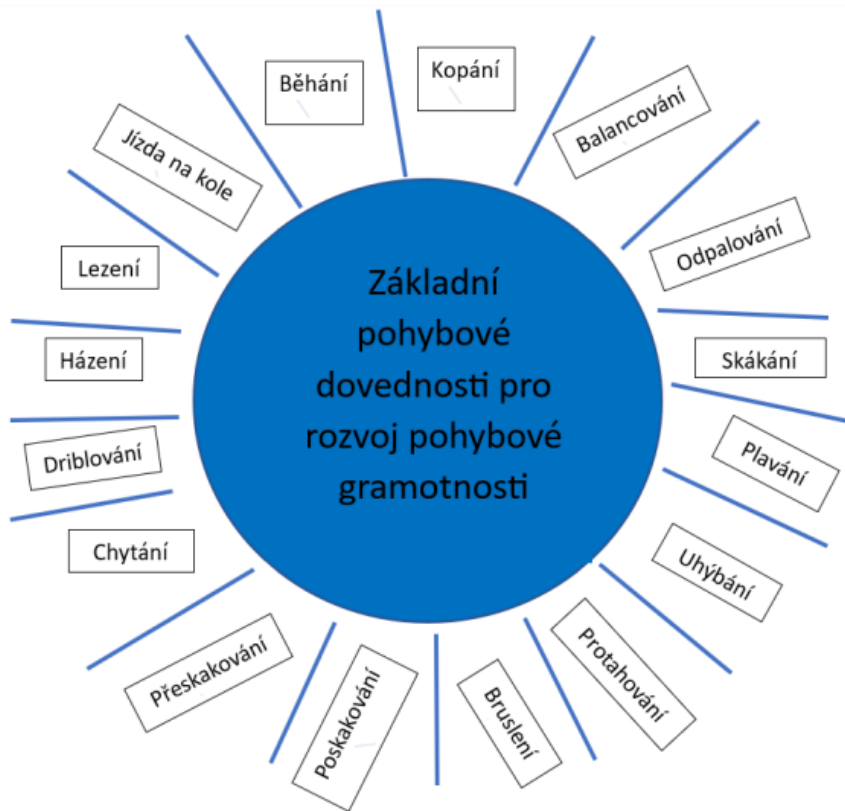 Základní
pohybové
dovednosti pro
rozvoj pohybové
gramotnosti
Kopání
Balancování
Odpalování
Skákání
Plavání
Uhýbání
Protahování
Bruslení
Poskakování
Přeskakování
Chytání
Driblování
Házení
Lezení
Jízda na kole
Běhání